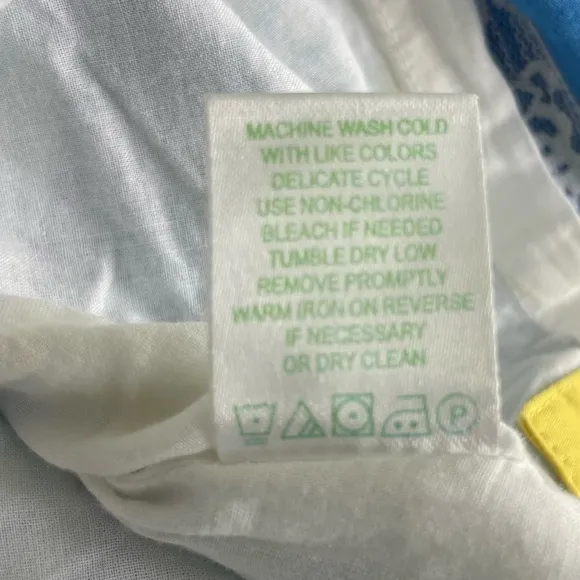 MACHINE WASH COLD
WITH LIKE COLORS
DELICATE CYCLE
USE NON-CHLORINE
BLEACH IF NEEDED
TUMBLE DRY LOW
REMOVE PROMPTLY
WARM IRON ON REVERSE
IF NECESSARY
OR DRY CLEAN
P